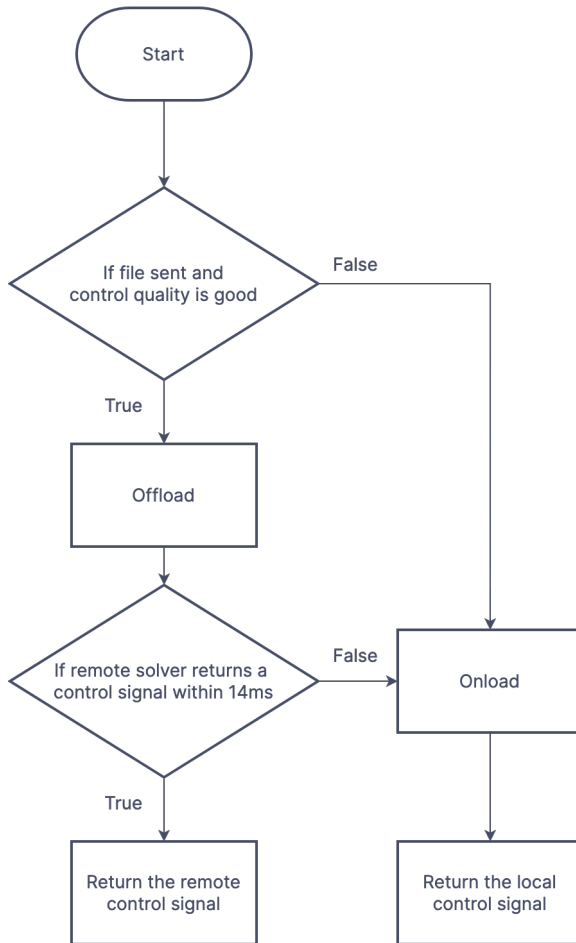 Start
If file sent and
control quality is good
False
True
Offload
If remote solver returns a
control signal within 14ms
False
Onload
True
Return the remote
control signal
Return the local
control signal